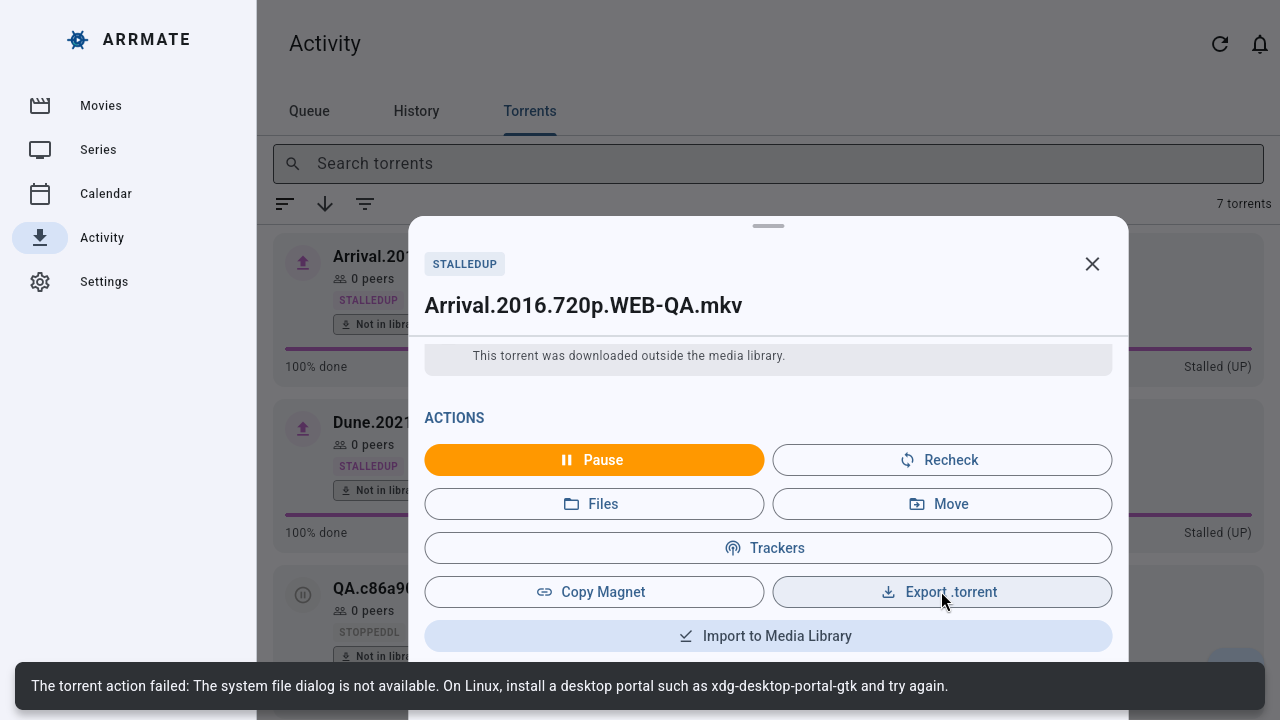 ARRMATE
Movies
Series
Calendar
Activity
Settings
Activity
Queue
History
Torrents
Search torrents
7 torrents
Arrival.201
0 peers
STALLEDUP
Not in libra
100% done
Stalled (UP)
Dune.2021
0 peers
STALLEDUP
Not in libra
100% done
Stalled (UP)
QA.c86a90
0 peers
STOPPEDDL
Not in libra
STALLEDUP
Arrival.2016.720p.WEB-QA.mkv
This torrent was downloaded outside the media library.
ACTIONS
Pause
Recheck
Files
Move
Trackers
Copy Magnet
Export .torrent
Import to Media Library
The torrent action failed: The system file dialog is not available. On Linux, install a desktop portal such as xdg-desktop-portal-gtk and try again.